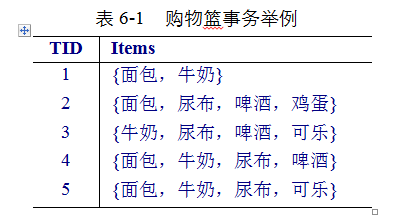 表 6-1 购物篮事务举例
TID Items
1 {面包，牛奶}
2 {面包，尿布，啤酒，鸡蛋}
3 {牛奶，尿布，啤酒，可乐}
4 {面包，牛奶，尿布，啤酒}
5 {面包，牛奶，尿布，可乐}